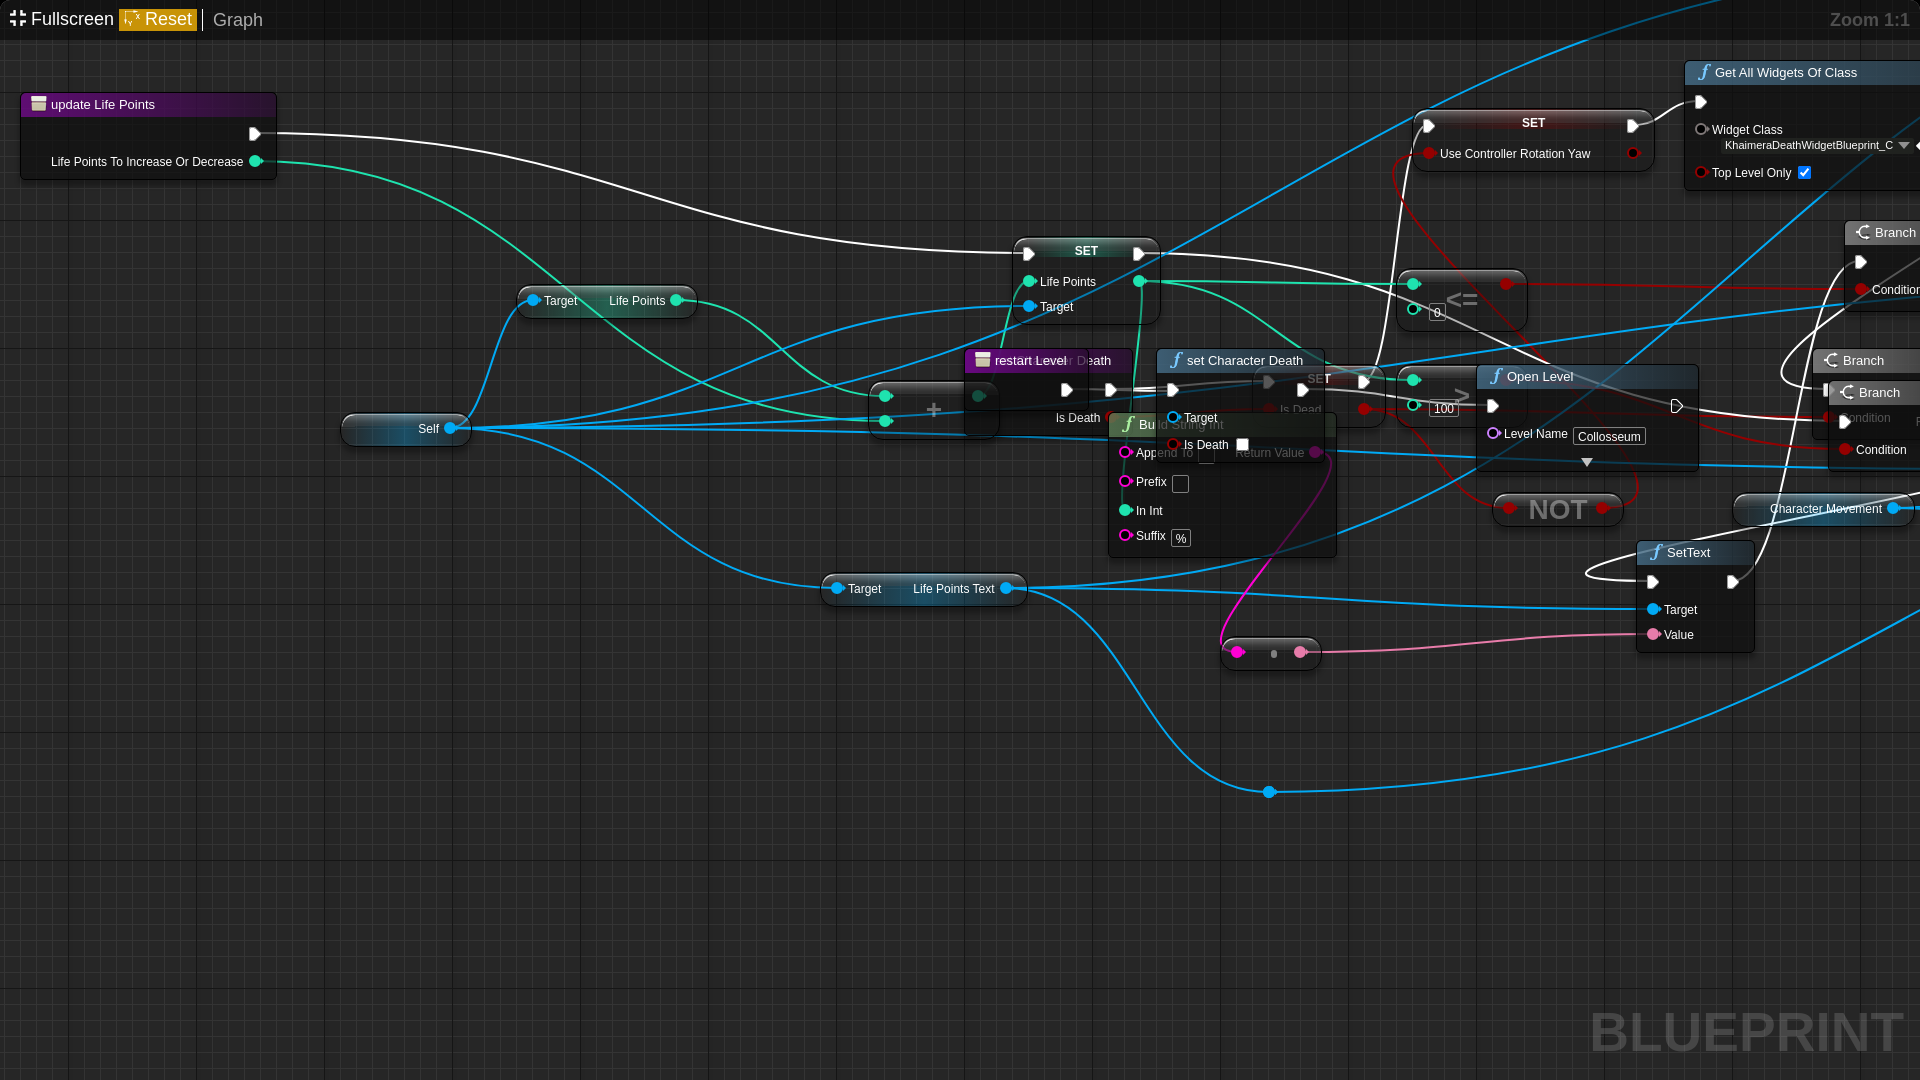 Fullscreen Reset Graph
Zoom 1:1
update Life Points
Life Points To Increase Or Decrease
Target Life Points
Self
SET
Life Points
Target
+
restart Level
Death
Is Death
set Character Death
Target
Is Death
SET
Is Dead
Build String Int
Append To Return Value
Prefix
In Int
Suffix %
Target Life Points Text
SET
Use Controller Rotation Yaw
Get All Widgets Of Class
Widget Class
KhaimeraDeathWidgetBlueprint_C
Top Level Only
<=
0
>
100
Open Level
Level Name Collosseum
NOT
Branch
Branch
Condition
Branch
Condition
Character Movement
SetText
Target
Value
BLUEPRINT